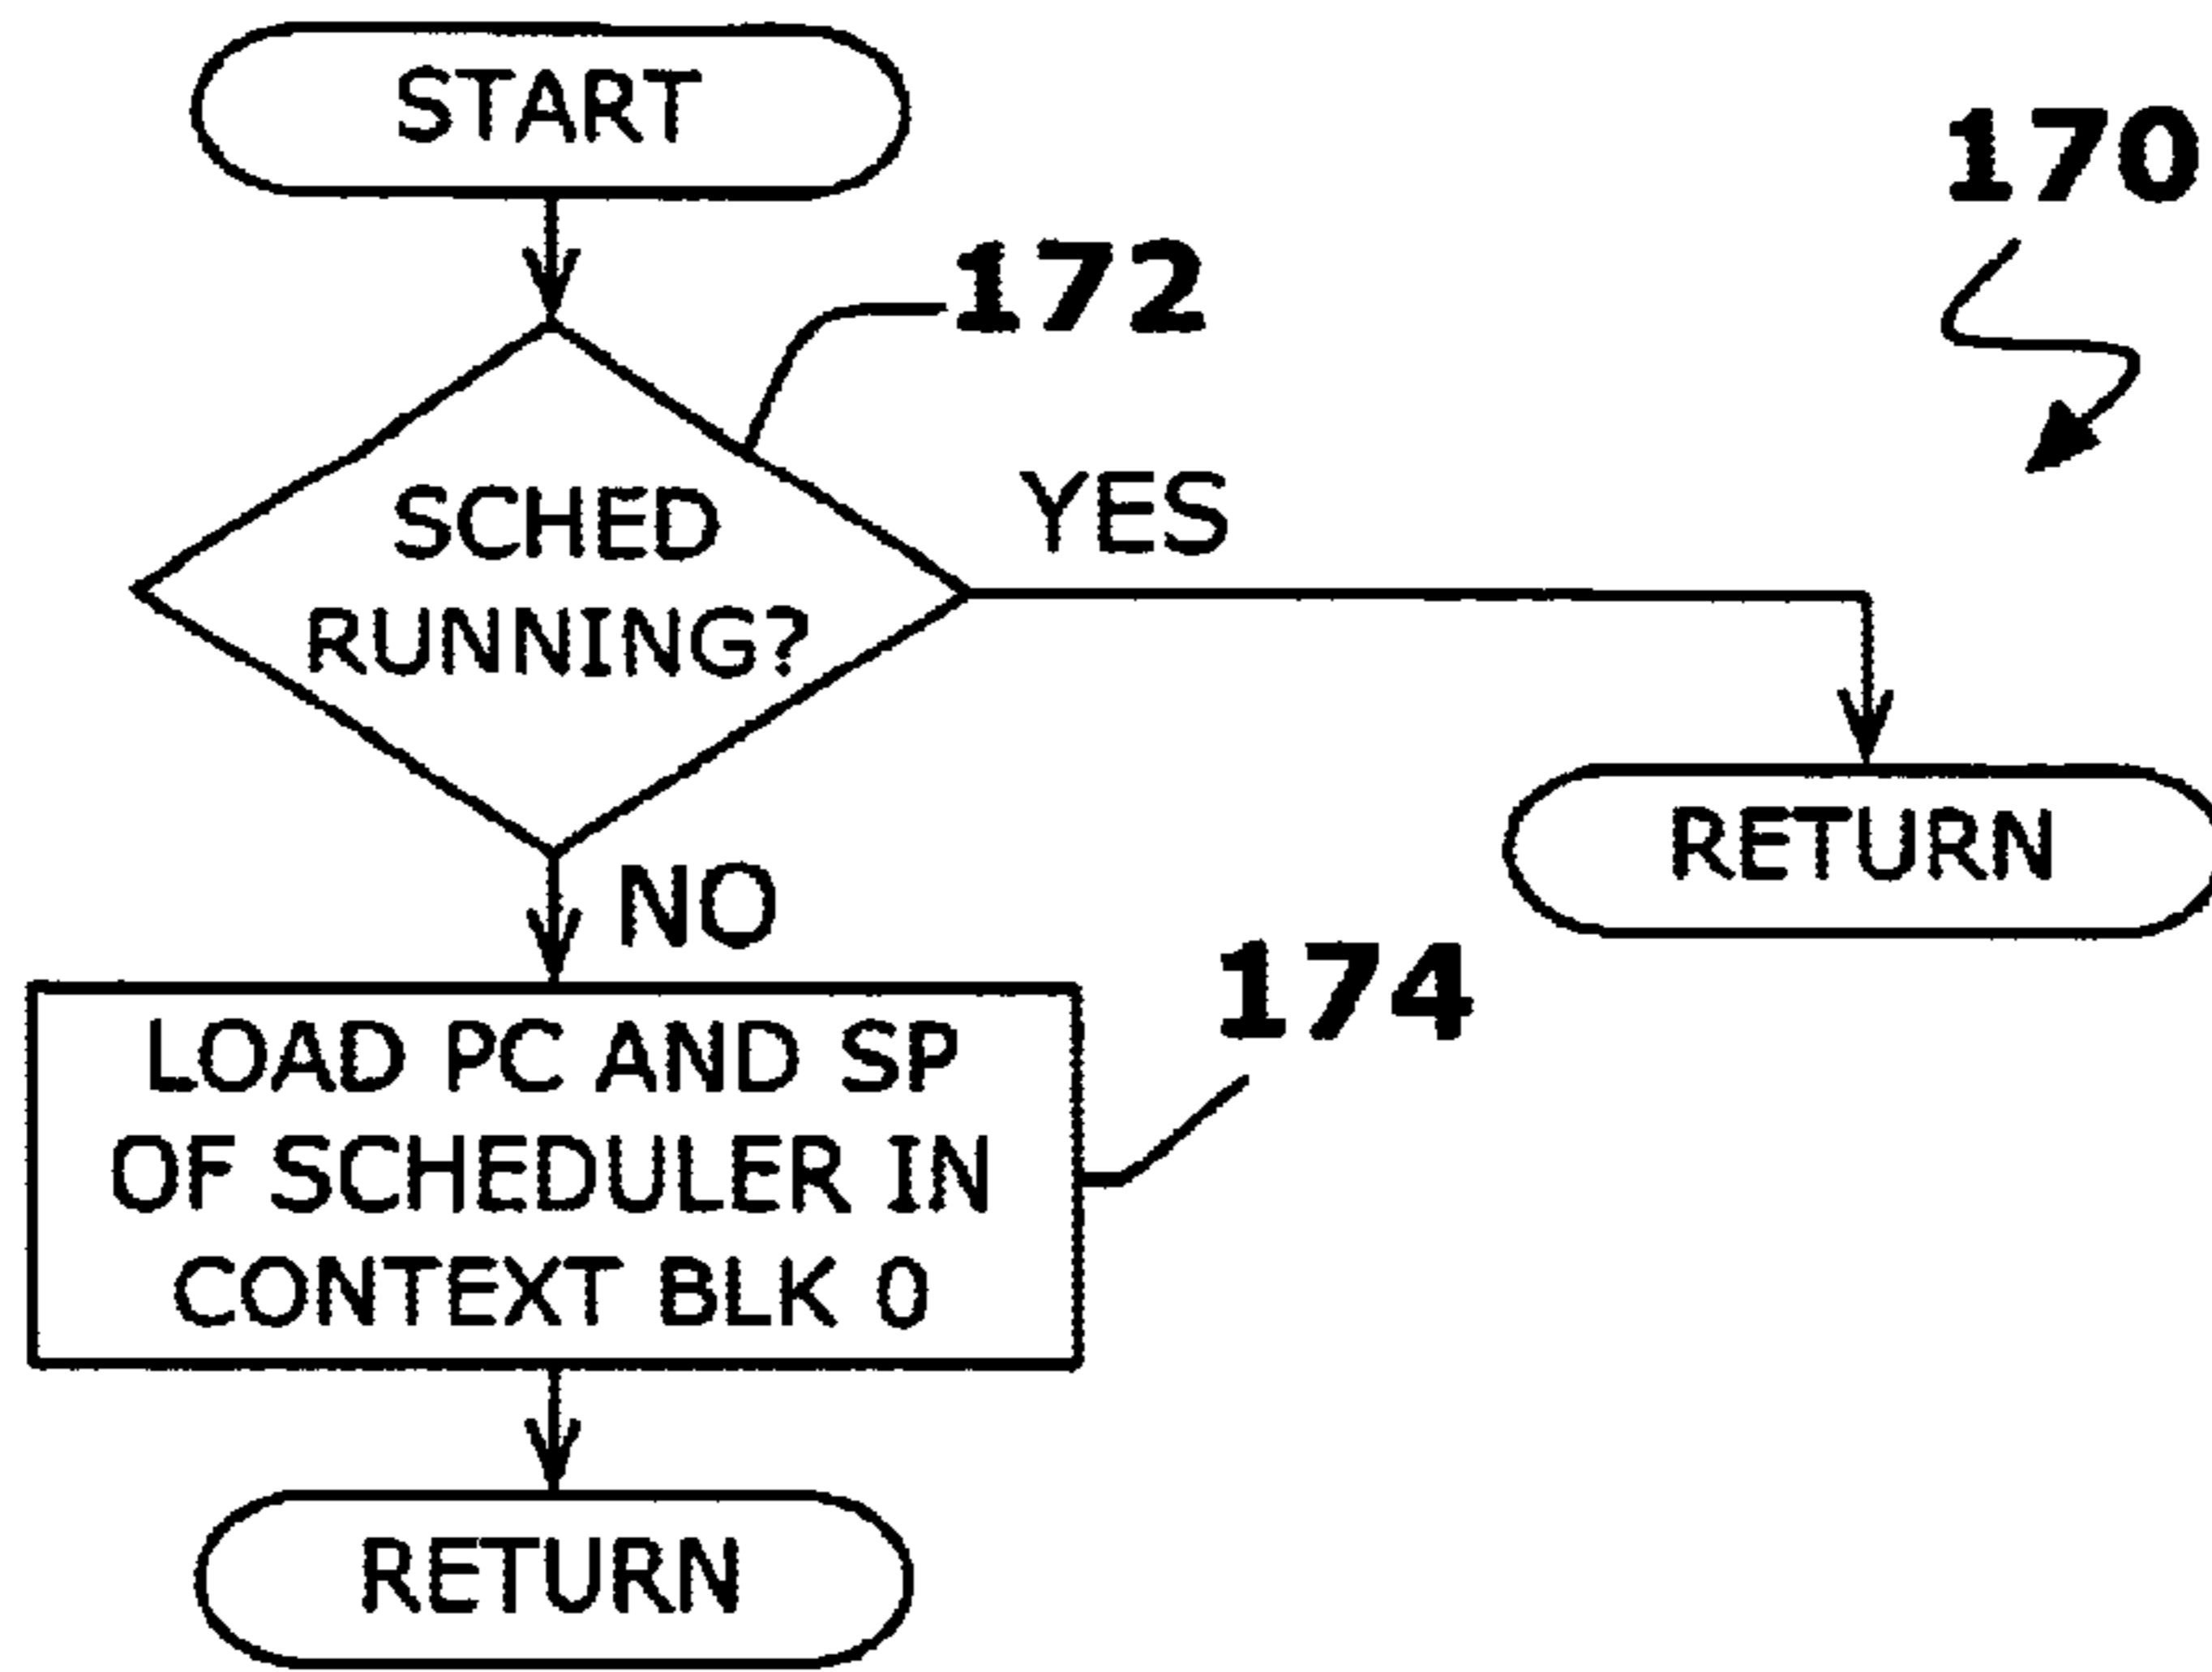 START
170
172
SCHED
RUNNING?
YES
RETURN
NO
174
LOAD PC AND SP
OF SCHEDULER IN
CONTEXT BLK 0
RETURN